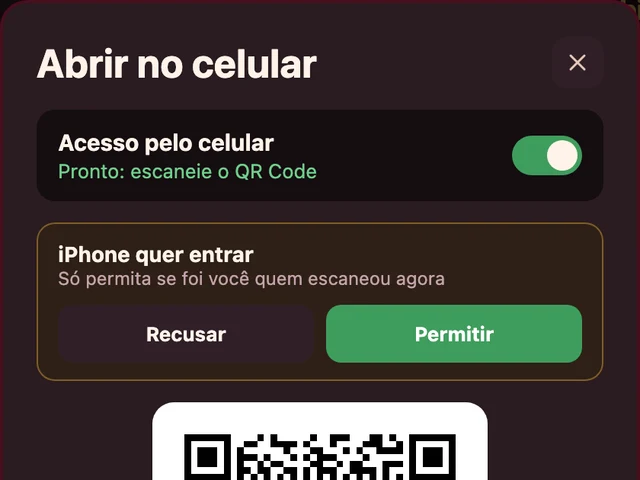 Abrir no celular
Acesso pelo celular
Pronto: escaneie o QR Code
iPhone quer entrar
Só permita se foi você quem escaneou agora
Recusar
Permitir